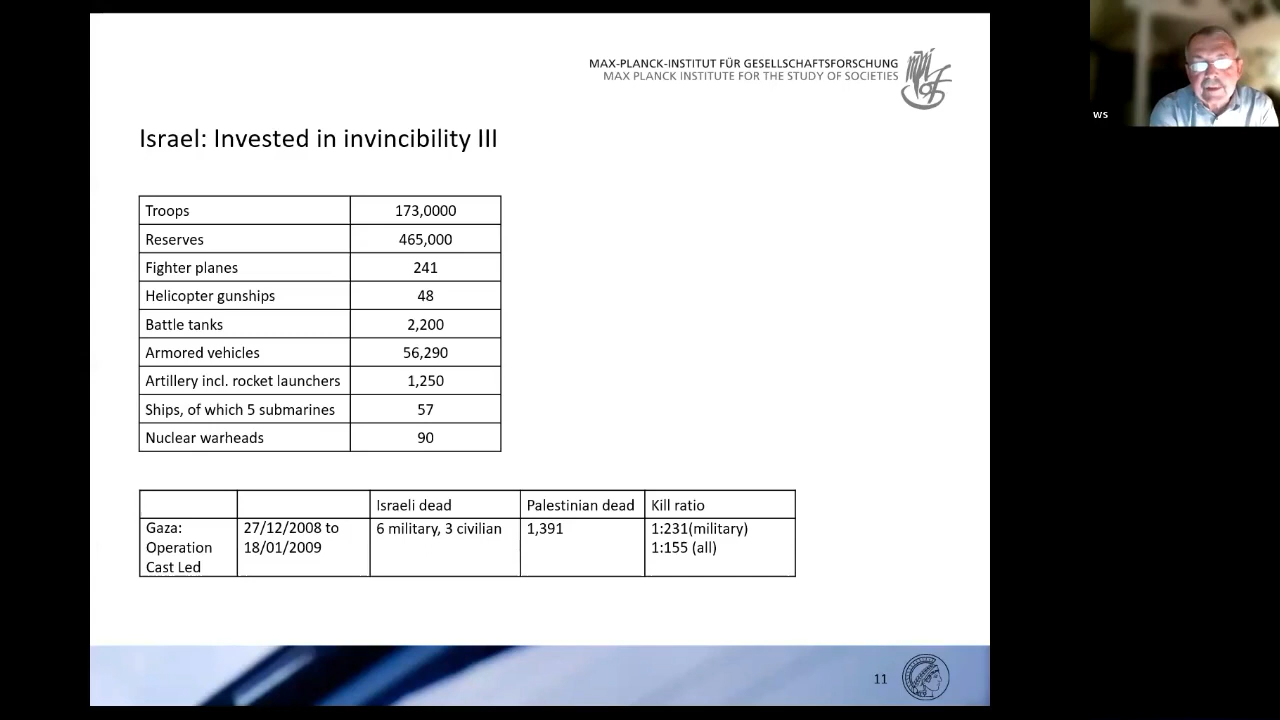 MAX-PLANCK-INSTITUT FÜR GESELLSCHAFTSFORSCHUNG
MAX PLANCK INSTITUTE FOR THE STUDY OF SOCIETIES
ws
Israel: Invested in invincibility III
Troops 173,0000
Reserves 465,000
Fighter planes 241
Helicopter gunships 48
Battle tanks 2,200
Armored vehicles 56,290
Artillery incl. rocket launchers 1,250
Ships, of which 5 submarines 57
Nuclear warheads 90
Israeli dead Palestinian dead Kill ratio
Gaza: 27/12/2008 to 6 military, 3 civilian 1,391 1:231(military)
Operation 18/01/2009 1:155 (all)
Cast Led
11